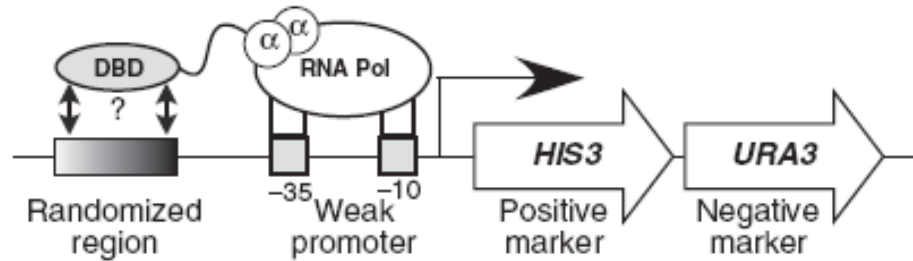 α α
DBD
RNA Pol
?
HIS3
URA3
–35
–10
Randomized
region
Weak
promoter
Positive
marker
Negative
marker